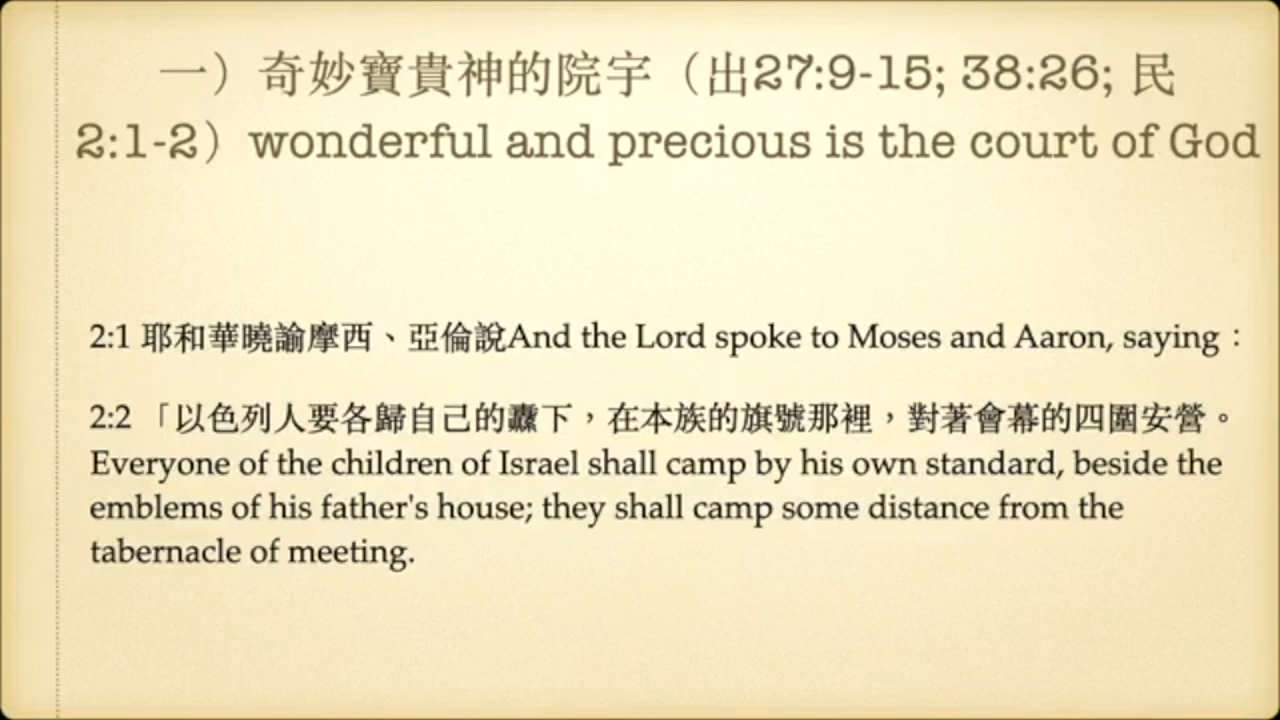 一）奇妙寶貴神的院宇（出27:9-15; 38:26; 民
2:1-2）wonderful and precious is the court of God
2:1 耶和華曉諭摩西、亞倫說And the Lord spoke to Moses and Aaron, saying：
2:2 「以色列人要各歸自己的纛下，在本族的旗號那裡，對著會幕的四圍安營。
Everyone of the children of Israel shall camp by his own standard, beside the
emblems of his father's house; they shall camp some distance from the
tabernacle of meeting.